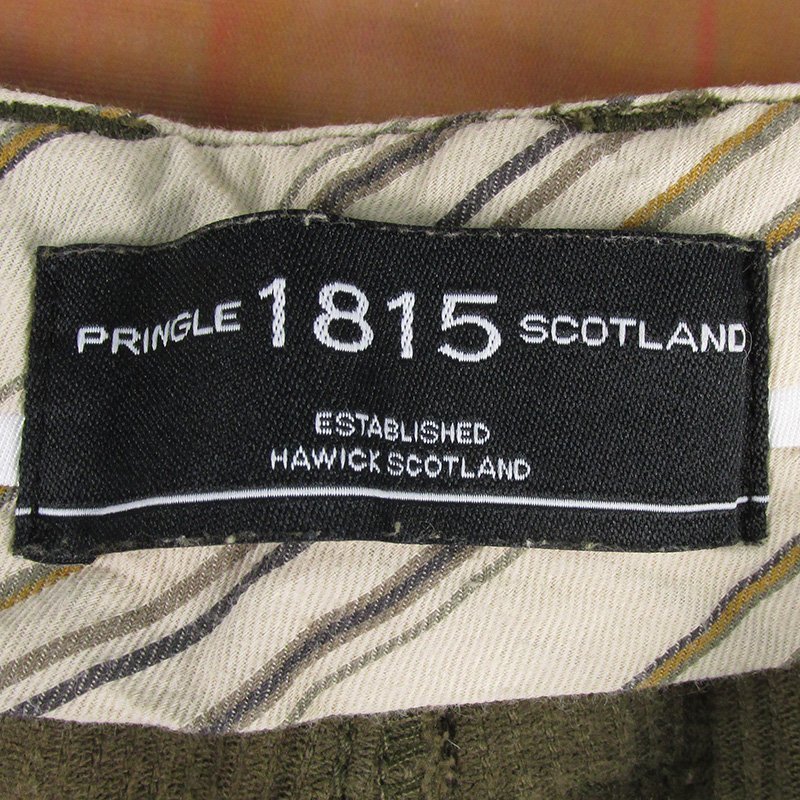 PRINGLE 1815 SCOTLAND
ESTABLISHED
HAWICK SCOTLAND